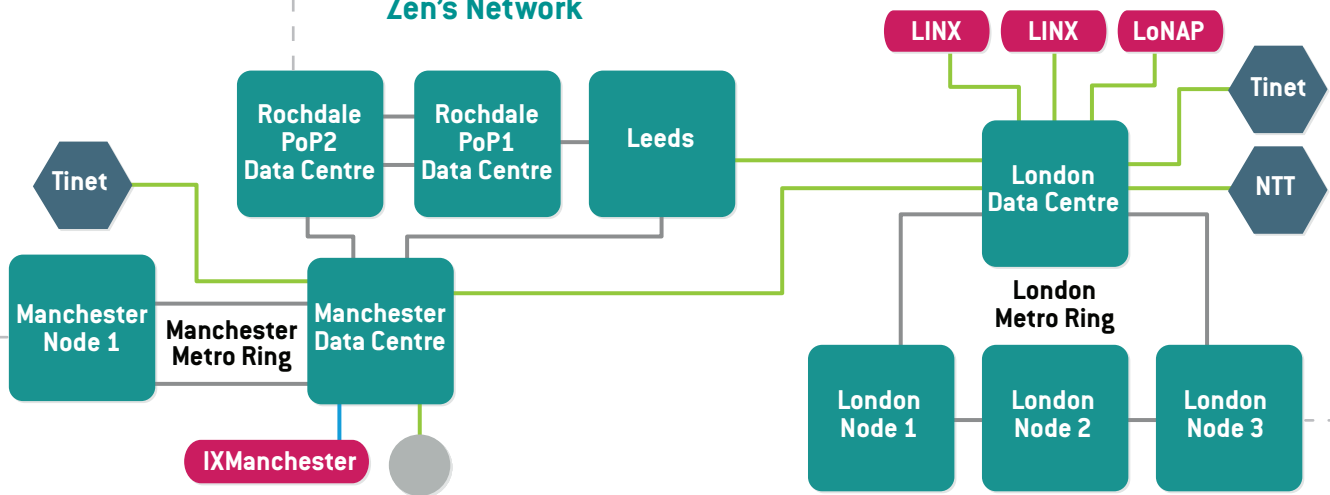 Zen's Network
LINX
LINX
LoNAP
Tinet
Rochdale
PoP2
Data Centre
Rochdale
PoP1
Data Centre
Leeds
Tinet
London
Data Centre
NTT
Manchester
Node 1
Manchester
Metro Ring
Manchester
Data Centre
London
Metro Ring
London
Node 1
London
Node 2
London
Node 3
IXManchester